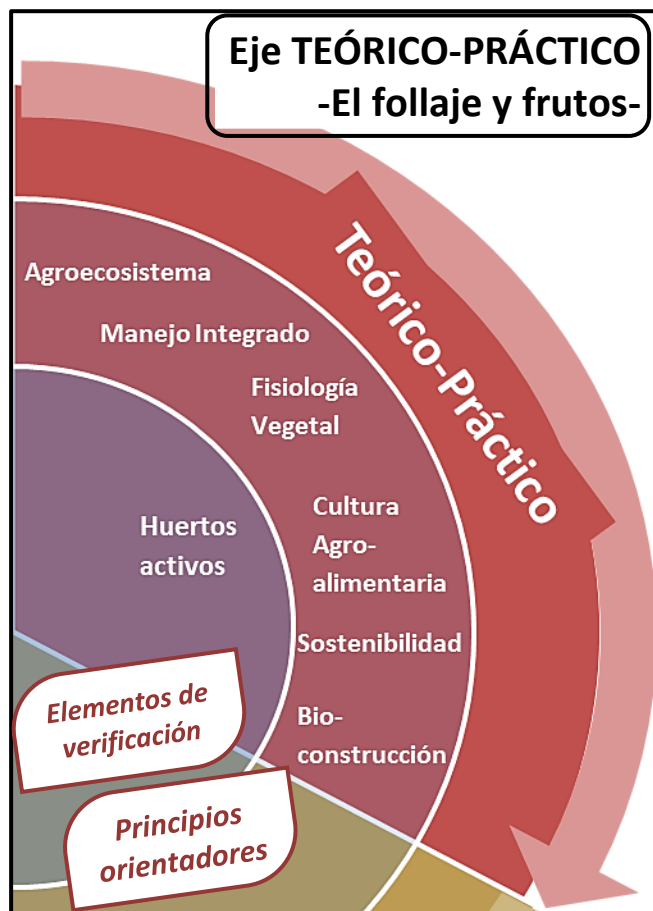 Eje TEÓRICO-PRÁCTICO
-El follaje y frutos-
Teórico-Práctico
Agroecosistema
Manejo Integrado
Fisiología
Vegetal
Cultura
Agro-
alimentaria
Sostenibilidad
Bio-
construcción
Huertos
activos
Elementos de
verificación
Principios
orientadores